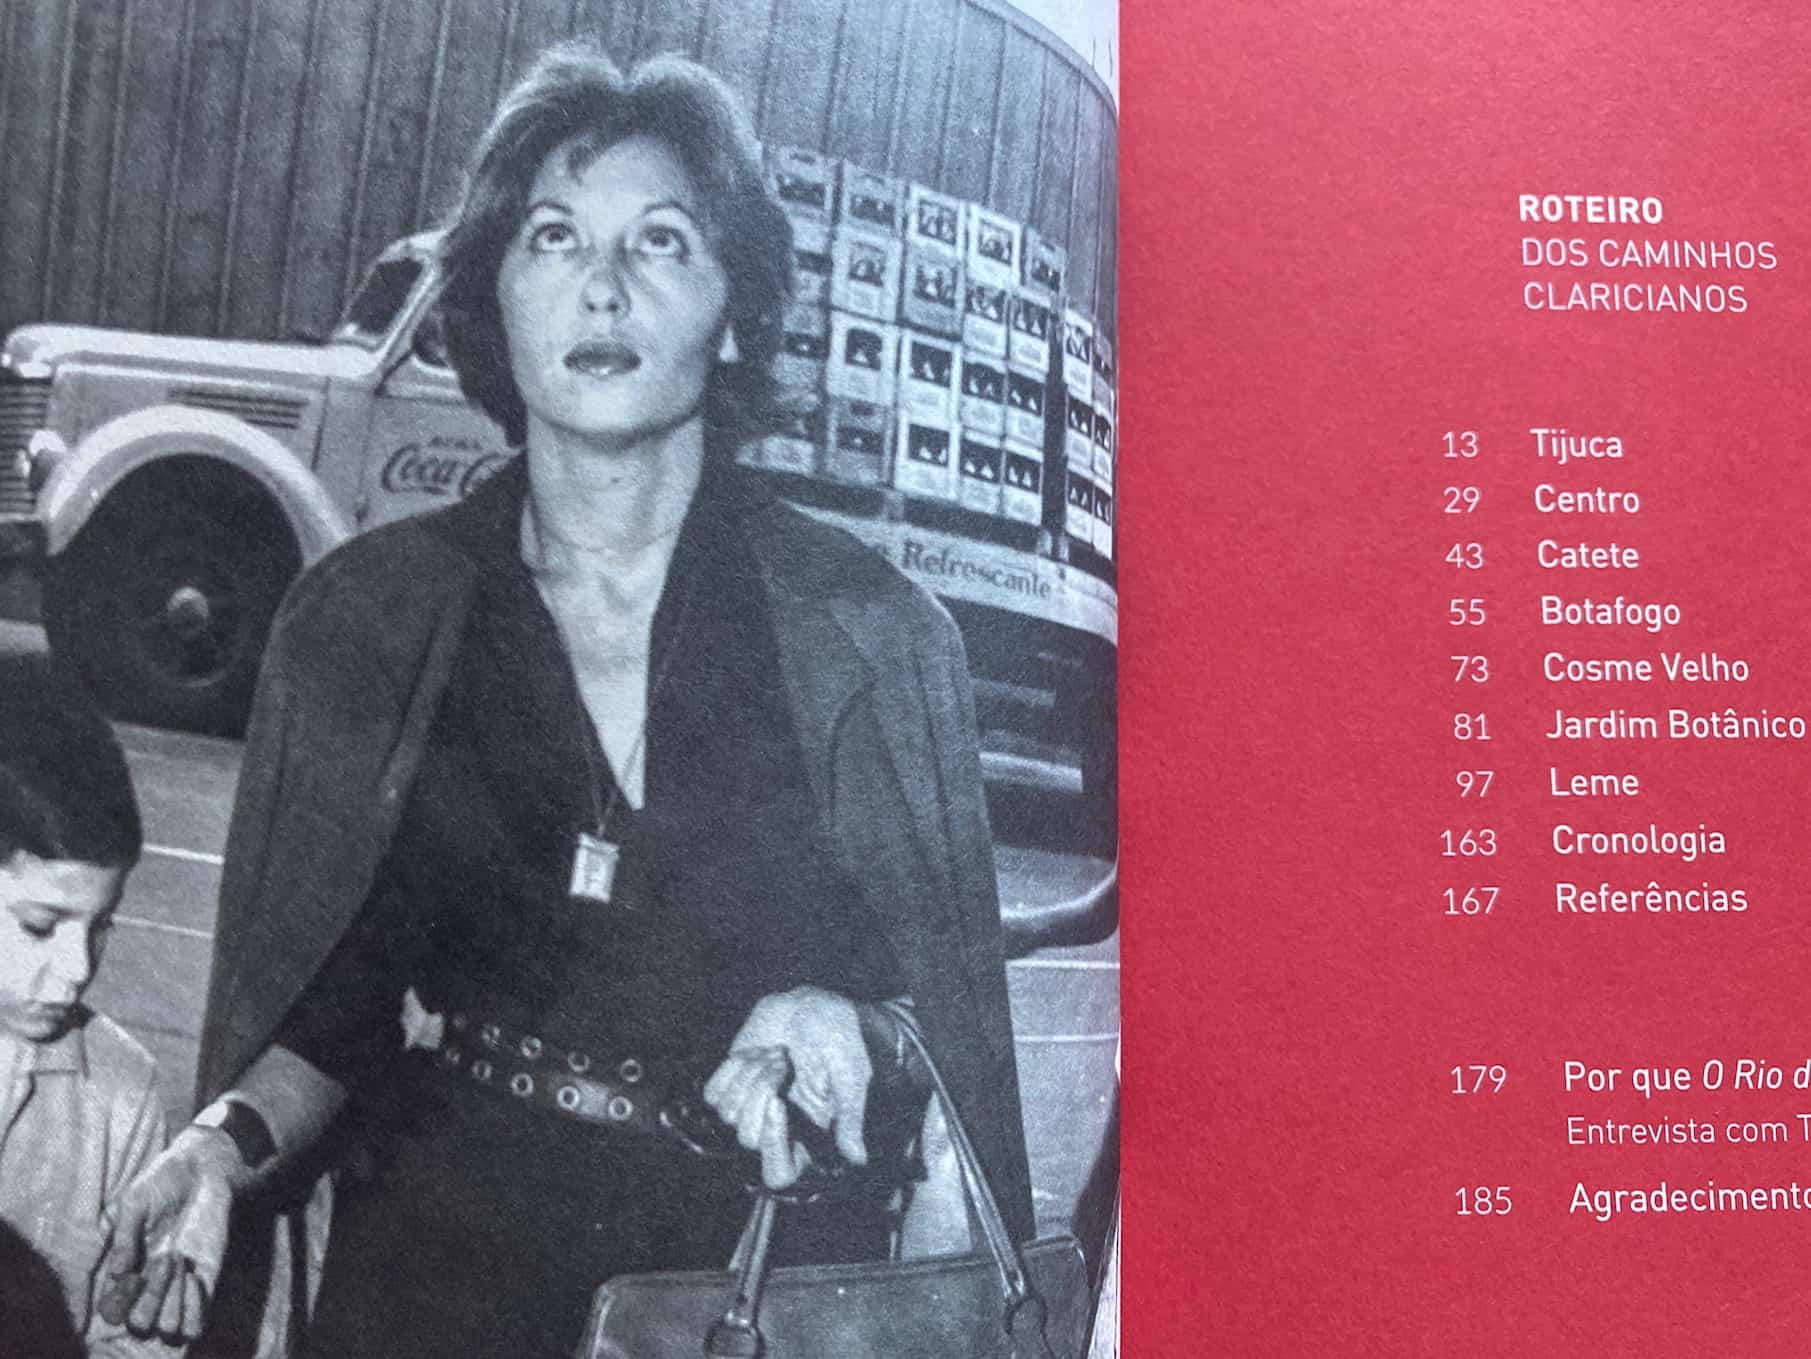 Coca-C
Refrescante
ROTEIRO
DOS CAMINHOS
CLARICIANOS
13 Tijuca
29 Centro
43 Catete
55 Botafogo
73 Cosme Velho
81 Jardim Botânico
97 Leme
163 Cronologia
167 Referências
179 Por que O Rio d
Entrevista com T
185 Agradecimento